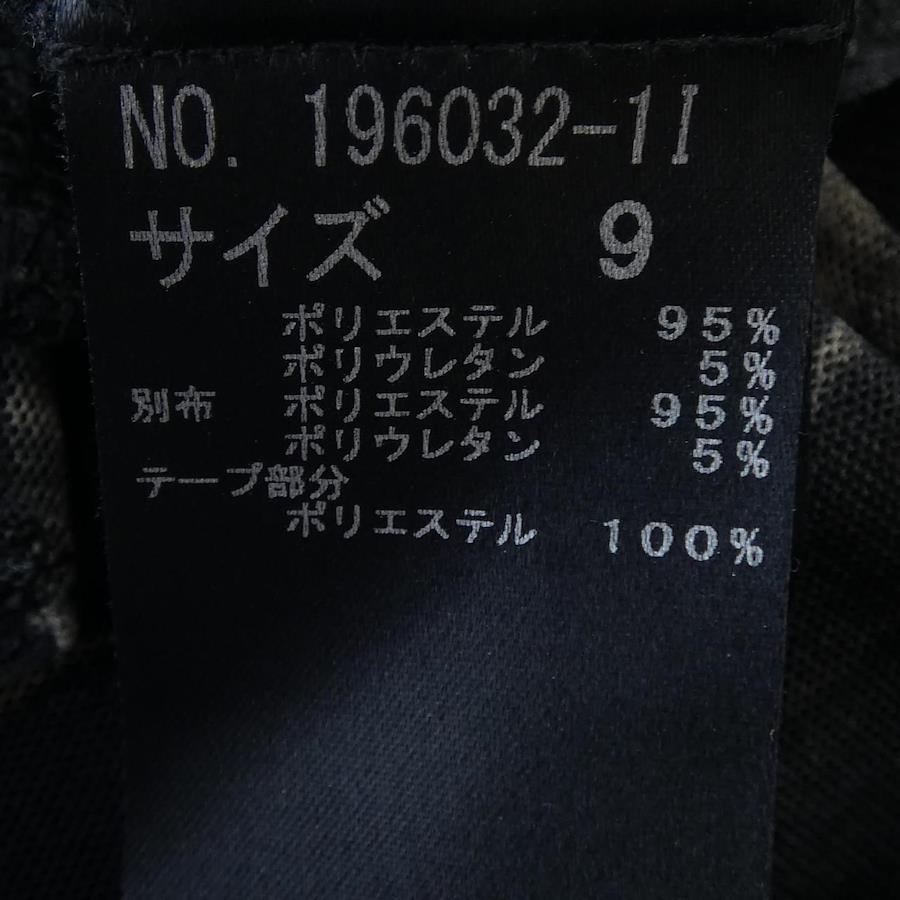 NO. 196032-1I
サイズ 9
ポリエステル 95%
ポリウレタン 5%
別布 ポリエステル 95%
ポリウレタン 5%
テープ部分
ポリエステル 100%